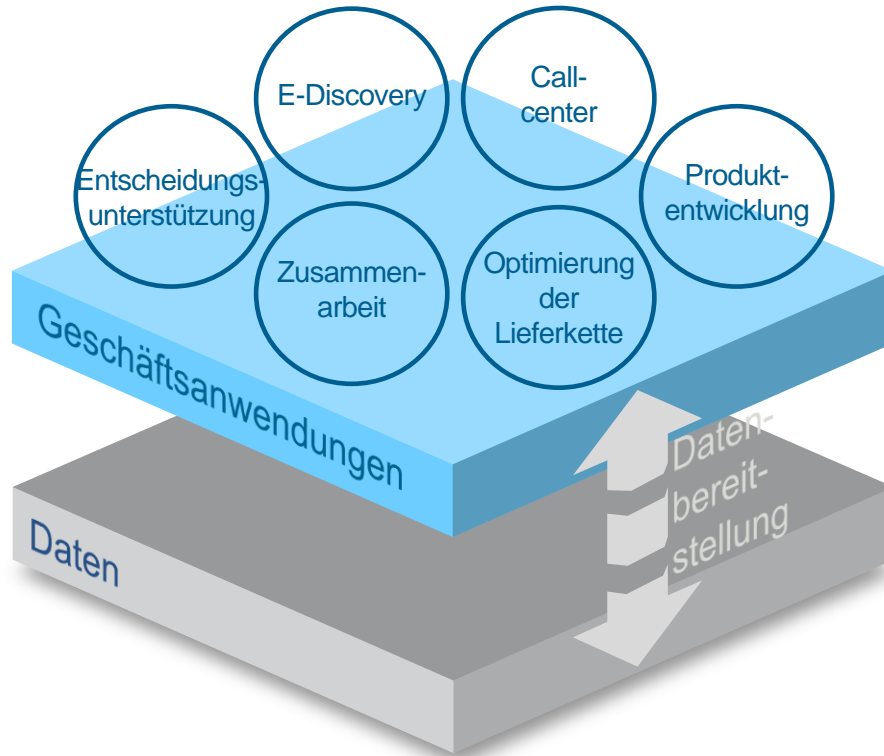 E-Discovery
Call-
center
Entscheidungs-
unterstützung
Produkt-
entwicklung
Zusammen-
arbeit
Optimierung
der
Lieferkette
Geschäftsanwendungen
Daten-
bereit-
stellung
Daten